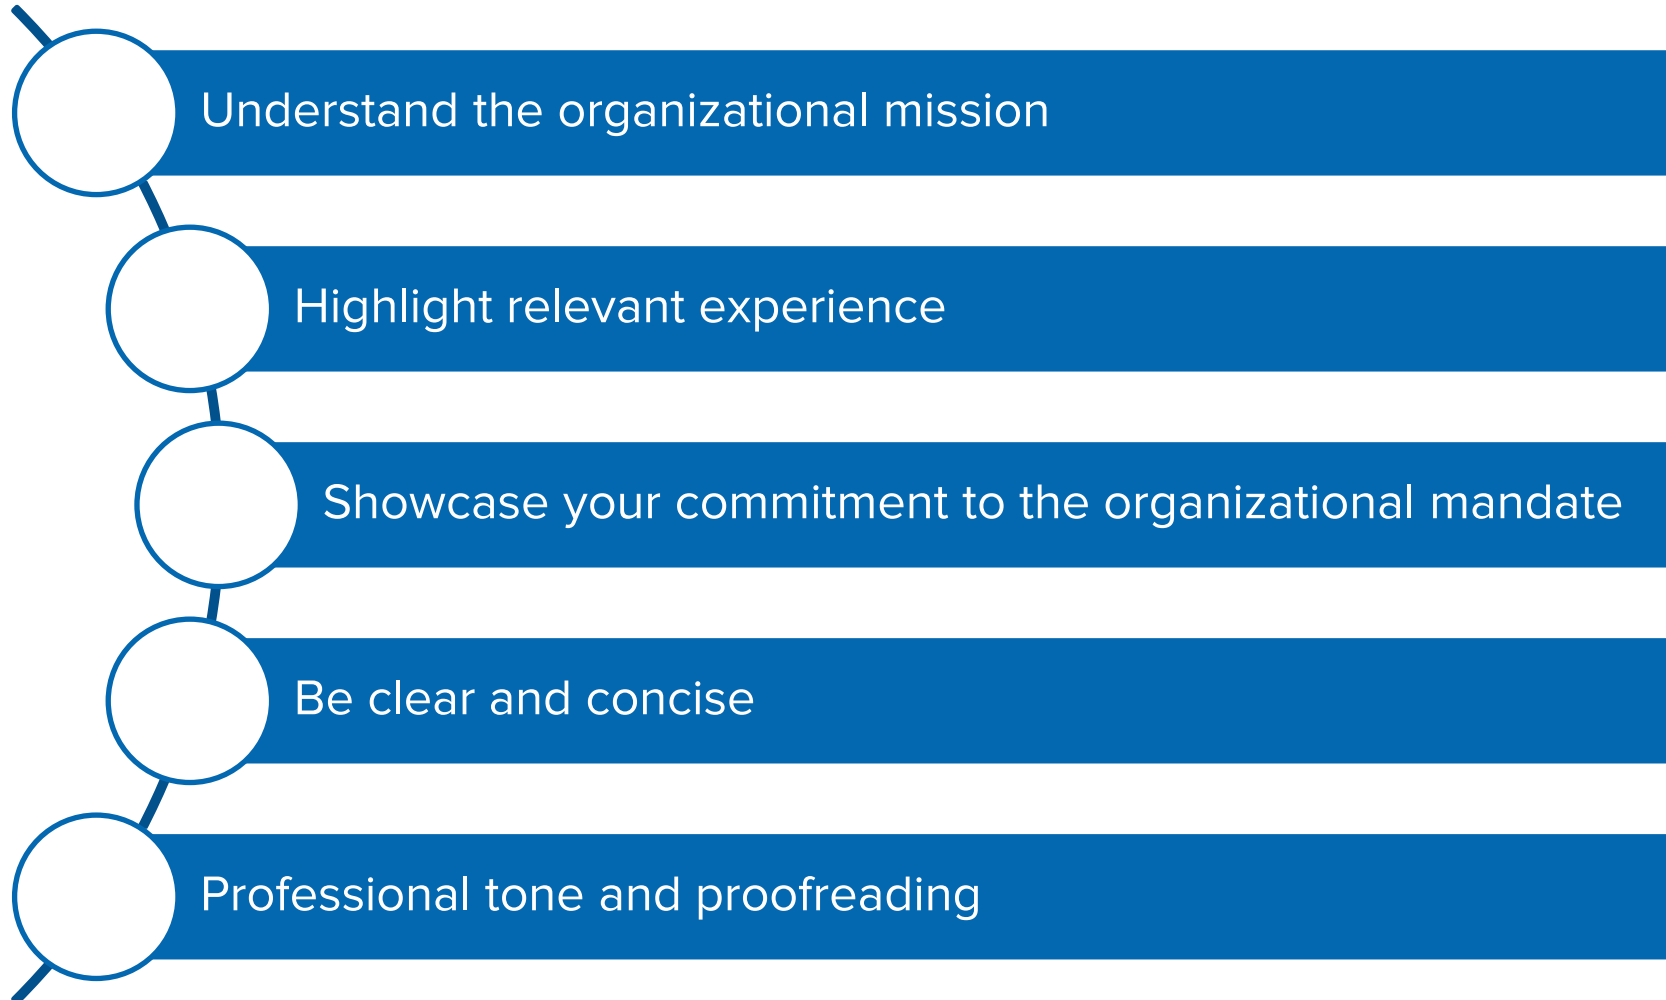 Understand the organizational mission
Highlight relevant experience
Showcase your commitment to the organizational mandate
Be clear and concise
Professional tone and proofreading